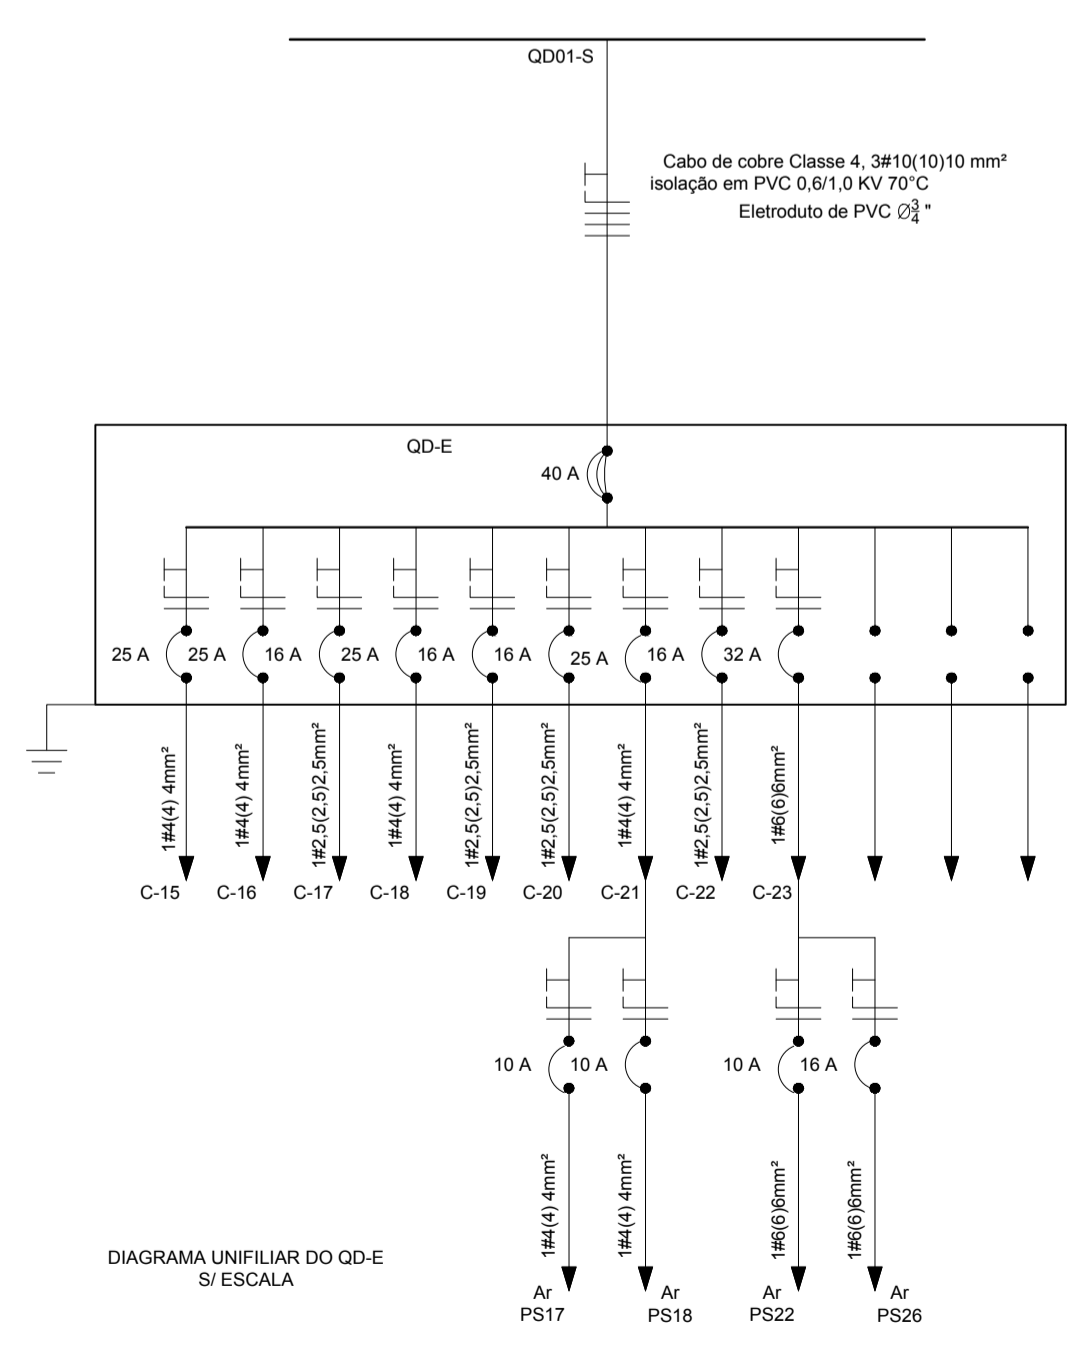 QD01-S
Cabo de cobre Classe 4, 3#10(10)10 mm²
isolação em PVC 0,6/1,0 KV 70°C
Eletroduto de PVC Ø3/4 "
QD-E
40 A
25 A
25 A
16 A
25 A
16 A
16 A
25 A
16 A
32 A
1#4(4) 4mm²
1#4(4) 4mm²
1#2,5(2,5)2,5mm²
1#4(4) 4mm²
1#2,5(2,5)2,5mm²
1#2,5(2,5)2,5mm²
1#4(4) 4mm²
1#2,5(2,5)2,5mm²
1#6(6)6mm²
C-15
C-16
C-17
C-18
C-19
C-20
C-21
C-22
C-23
10 A
10 A
10 A
16 A
1#4(4) 4mm²
1#4(4) 4mm²
1#6(6)6mm²
1#6(6)6mm²
Ar
PS17
Ar
PS18
Ar
PS22
Ar
PS26
DIAGRAMA UNIFILIAR DO QD-E
S/ ESCALA